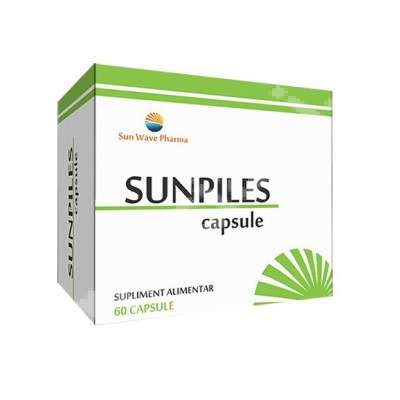 Sun Wave Pharma
SUNPILES
capsule
SUPLIMENT ALIMENTAR
60 CAPSULE
SUNPILES
capsule